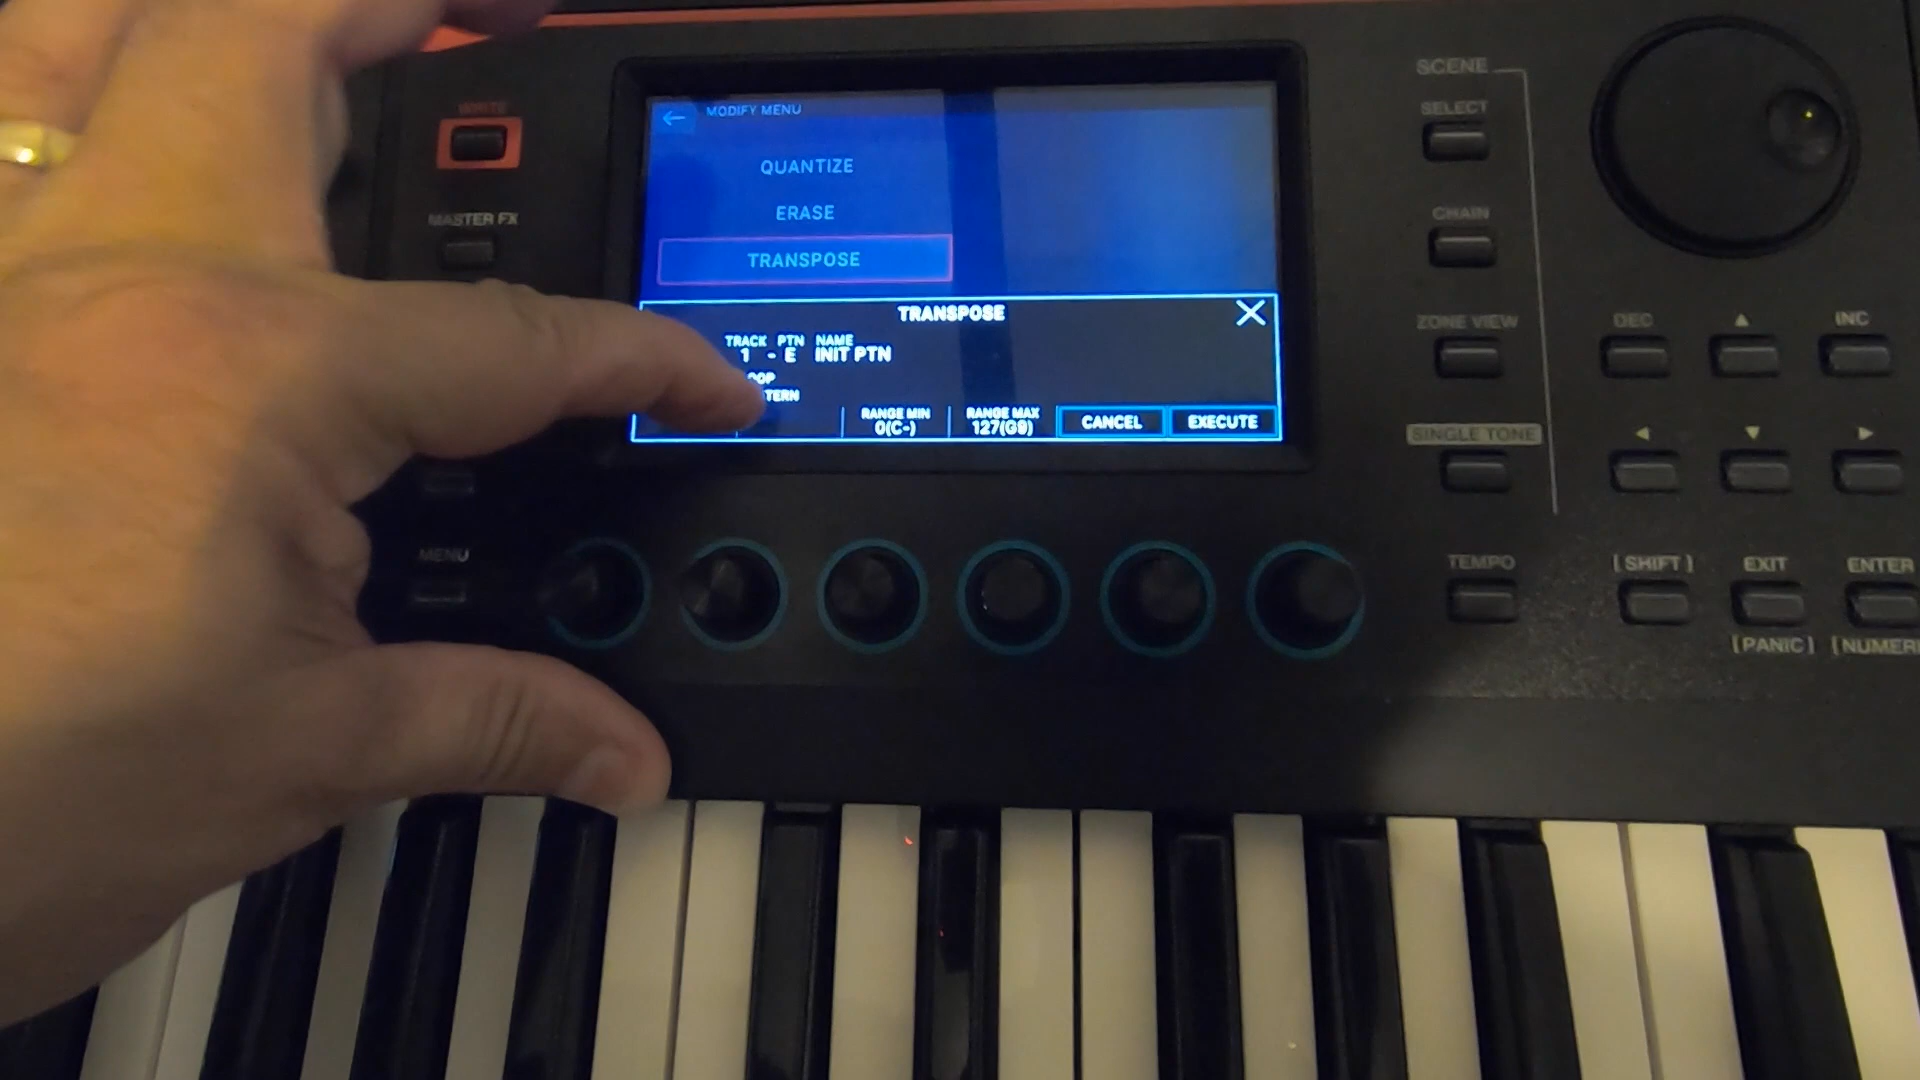 WRITE
MASTER FX
MENU
MODIFY MENU
QUANTIZE
ERASE
TRANSPOSE
TRANSPOSE
TRACK PTN NAME
1 - E INIT PTN
RANGE MIN
0(C-)
RANGE MAX
127(G9)
CANCEL
EXECUTE
SCENE
SELECT
CHAIN
ZONE VIEW
SINGLE TONE
TEMPO
DEC
INC
[SHIFT]
EXIT
ENTER
[PANIC]